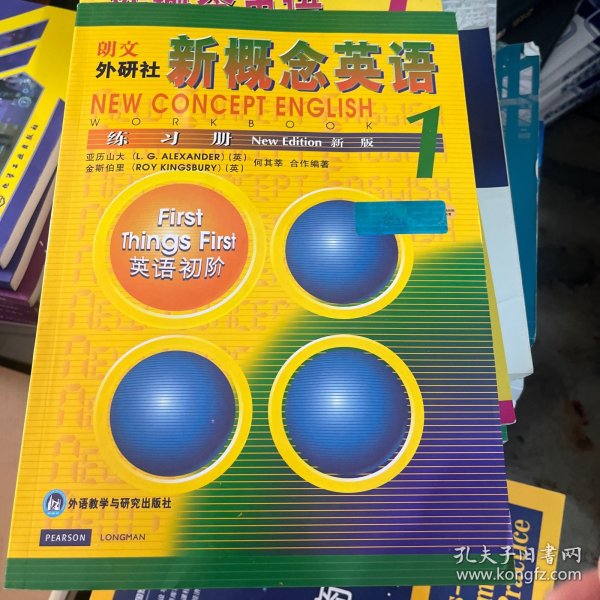 朗文
外研社
新概念英语
NEW CONCEPT ENGLISH
WORKBOOK
1
练习册 New Edition 新版
亚历山大 (L. G. ALEXANDER) (英)
金斯伯里 (ROY KINGSBURY) (英)
何其莘 合作编著
First
Things First
英语初阶
外语教学与研究出版社
PEARSON LONGMAN
孔夫子旧书网
www.kongfz.com